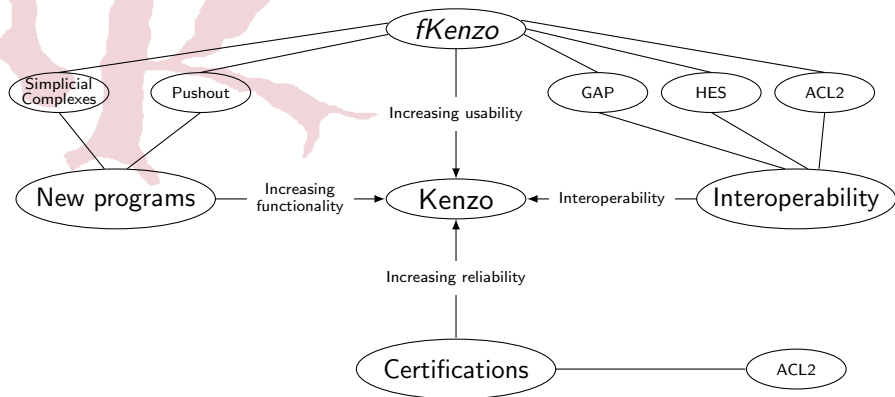 fKenzo
Simplicial
Complexes
Pushout
GAP
HES
ACL2
Increasing usability
New programs
Increasing
functionality
Kenzo
Interoperability
Interoperability
Increasing reliability
Certifications
ACL2